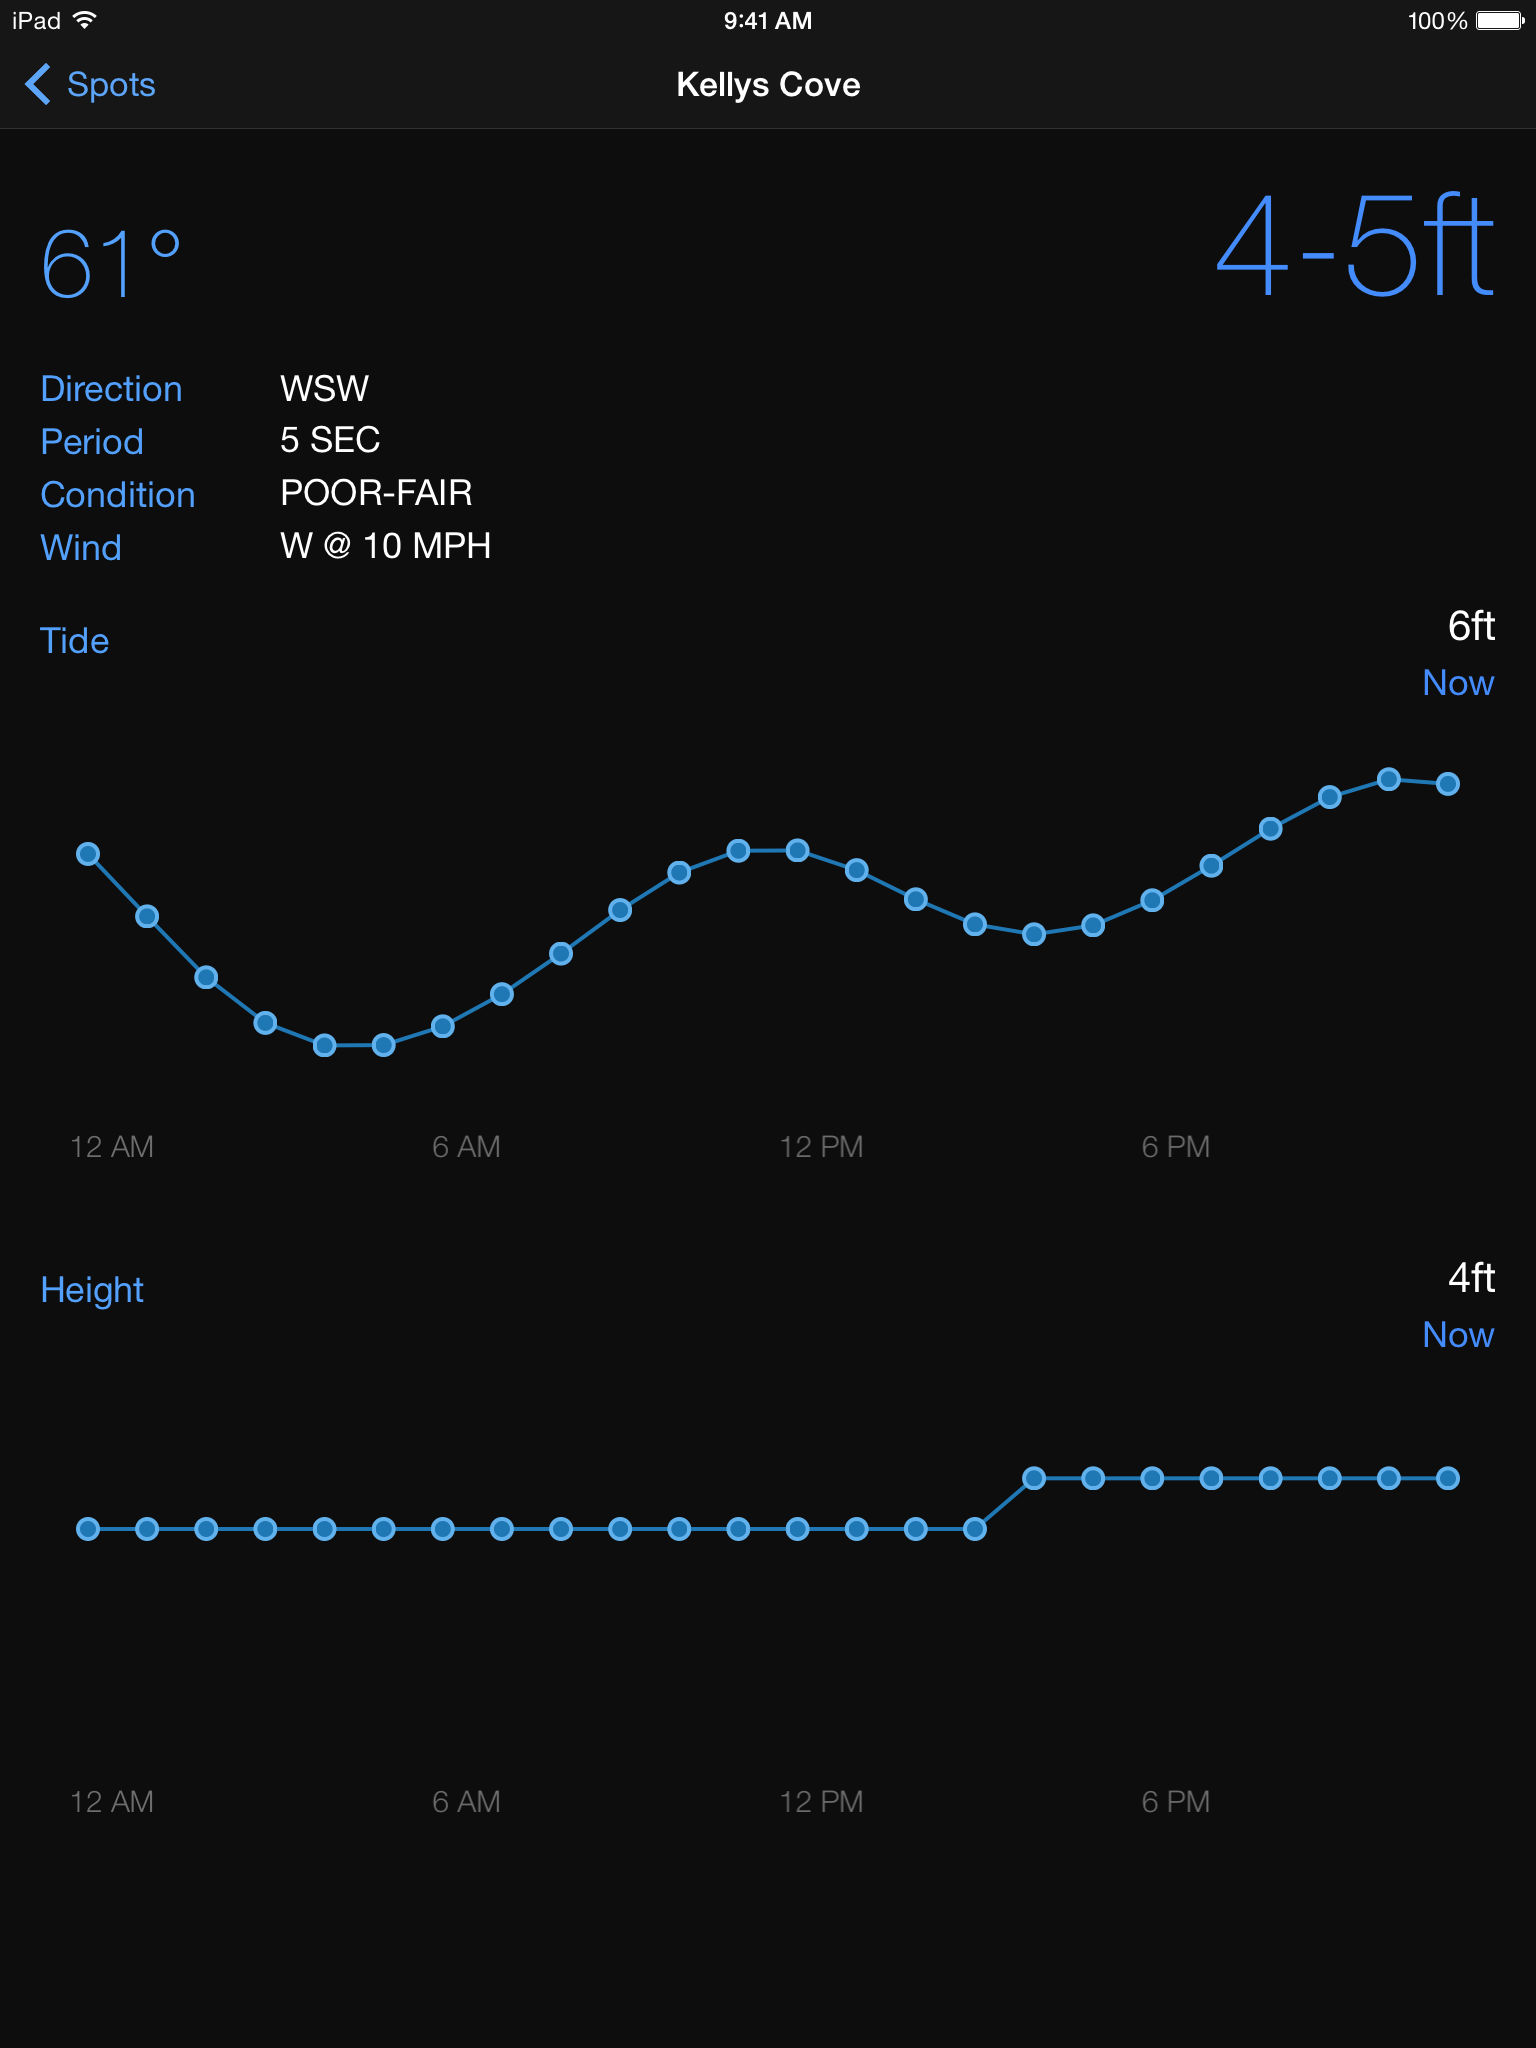 iPad 9:41 AM 100%
Spots Kellys Cove
61° 4-5ft
Direction WSW
Period 5 SEC
Condition POOR-FAIR
Wind W @ 10 MPH
Tide 6ft
Now
12 AM 6 AM 12 PM 6 PM
Height 4ft
Now
12 AM 6 AM 12 PM 6 PM